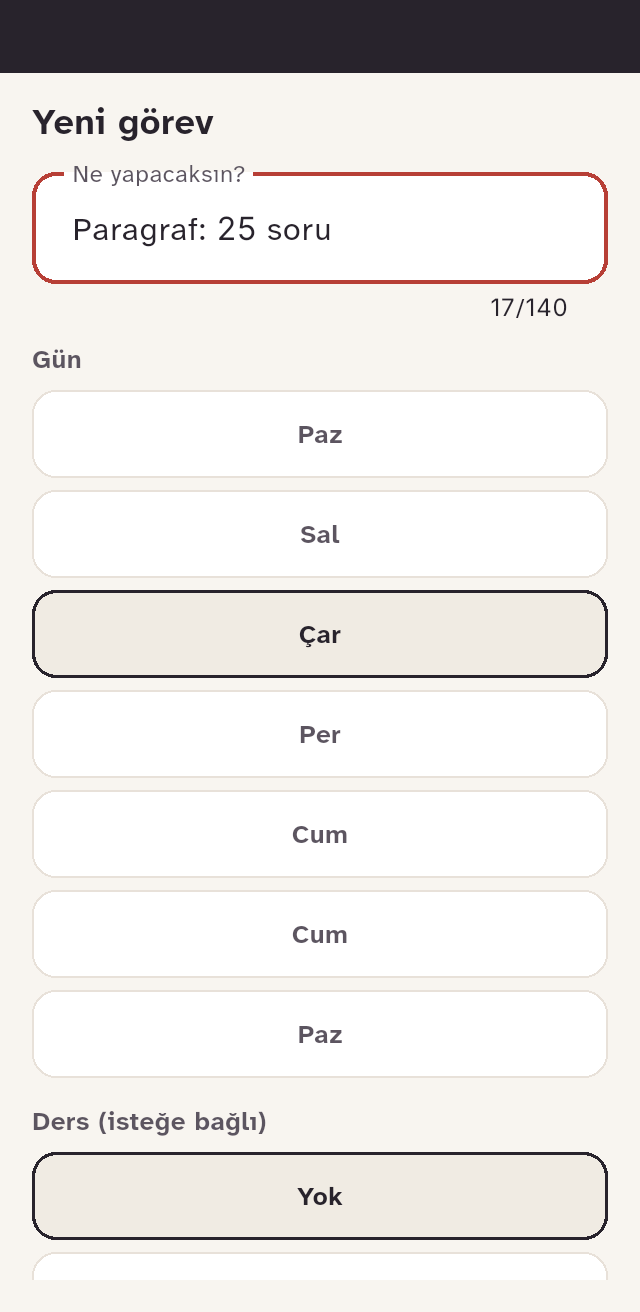 Yeni görev
Ne yapacaksın?
Paragraf: 25 soru
17/140
Gün
Paz
Sal
Çar
Per
Cum
Cum
Paz
Ders (isteğe bağlı)
Yok